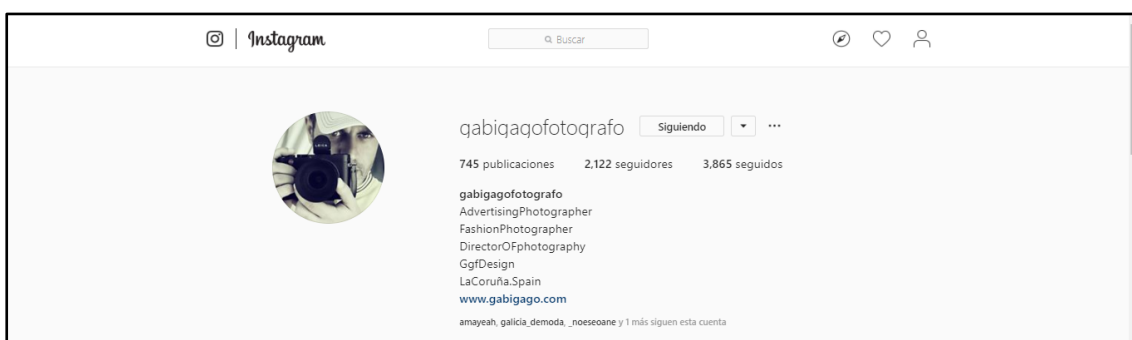 Instagram
Buscar
gabigagofotografo Siguiendo ...
745 publicaciones 2,122 seguidores 3,865 seguidos
gabigagofotografo
AdvertisingPhotographer
FashionPhotographer
DirectorOFphotography
GgfDesign
LaCoruña.Spain
www.gabigago.com
amayeah, galicia_demoda, _noeseoane y 1 más siguen esta cuenta
LEICA